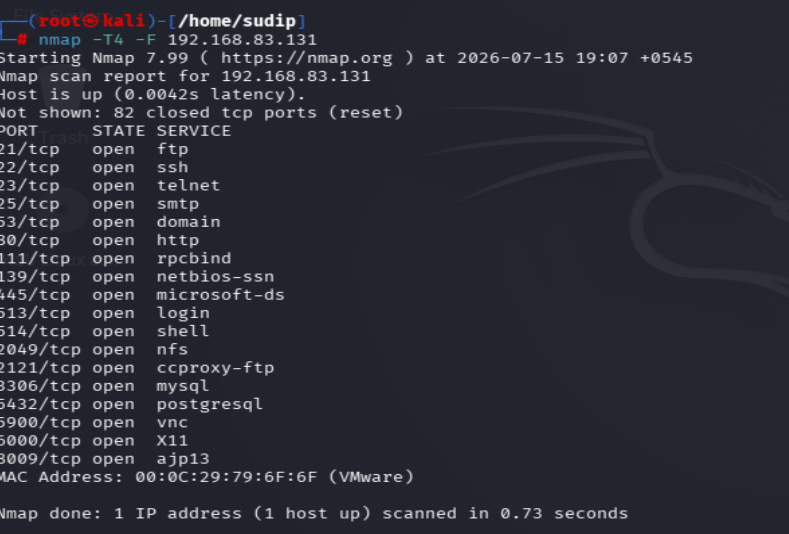 (root㉿kali)-[/home/sudip]
# nmap -T4 -F 192.168.83.131
Starting Nmap 7.99 ( https://nmap.org ) at 2026-07-15 19:07 +0545
Nmap scan report for 192.168.83.131
Host is up (0.0042s latency).
Not shown: 82 closed tcp ports (reset)
PORT     STATE SERVICE
21/tcp   open  ftp
22/tcp   open  ssh
23/tcp   open  telnet
25/tcp   open  smtp
53/tcp   open  domain
80/tcp   open  http
111/tcp  open  rpcbind
139/tcp  open  netbios-ssn
445/tcp  open  microsoft-ds
513/tcp  open  login
514/tcp  open  shell
2049/tcp open  nfs
2121/tcp open  ccproxy-ftp
3306/tcp open  mysql
5432/tcp open  postgresql
5900/tcp open  vnc
6000/tcp open  X11
8009/tcp open  ajp13
MAC Address: 00:0C:29:79:6F:6F (VMware)
Nmap done: 1 IP address (1 host up) scanned in 0.73 seconds